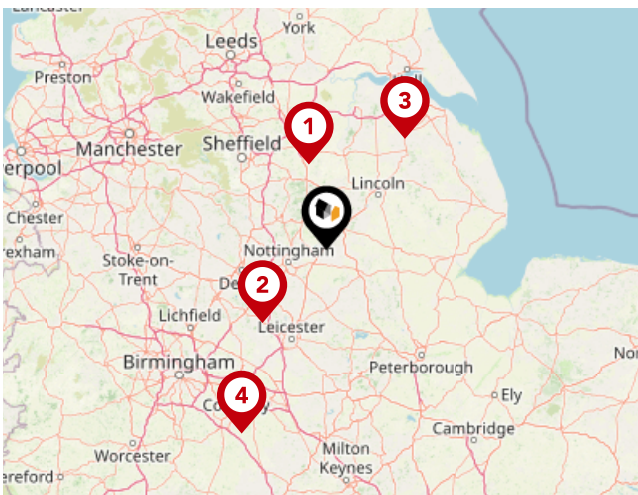 Lancaster
York
Leeds
Preston
Wakefield
3
1
Manchester
Sheffield
erpool
Lincoln
Chester
rexham
Nottingham
Stoke-on-
Trent
De
2
Lichfield
Leicester
Birmingham
Peterborough
No
4
Co
y
Ely
Cambridge
Worcester
Milton
Keynes
ereford